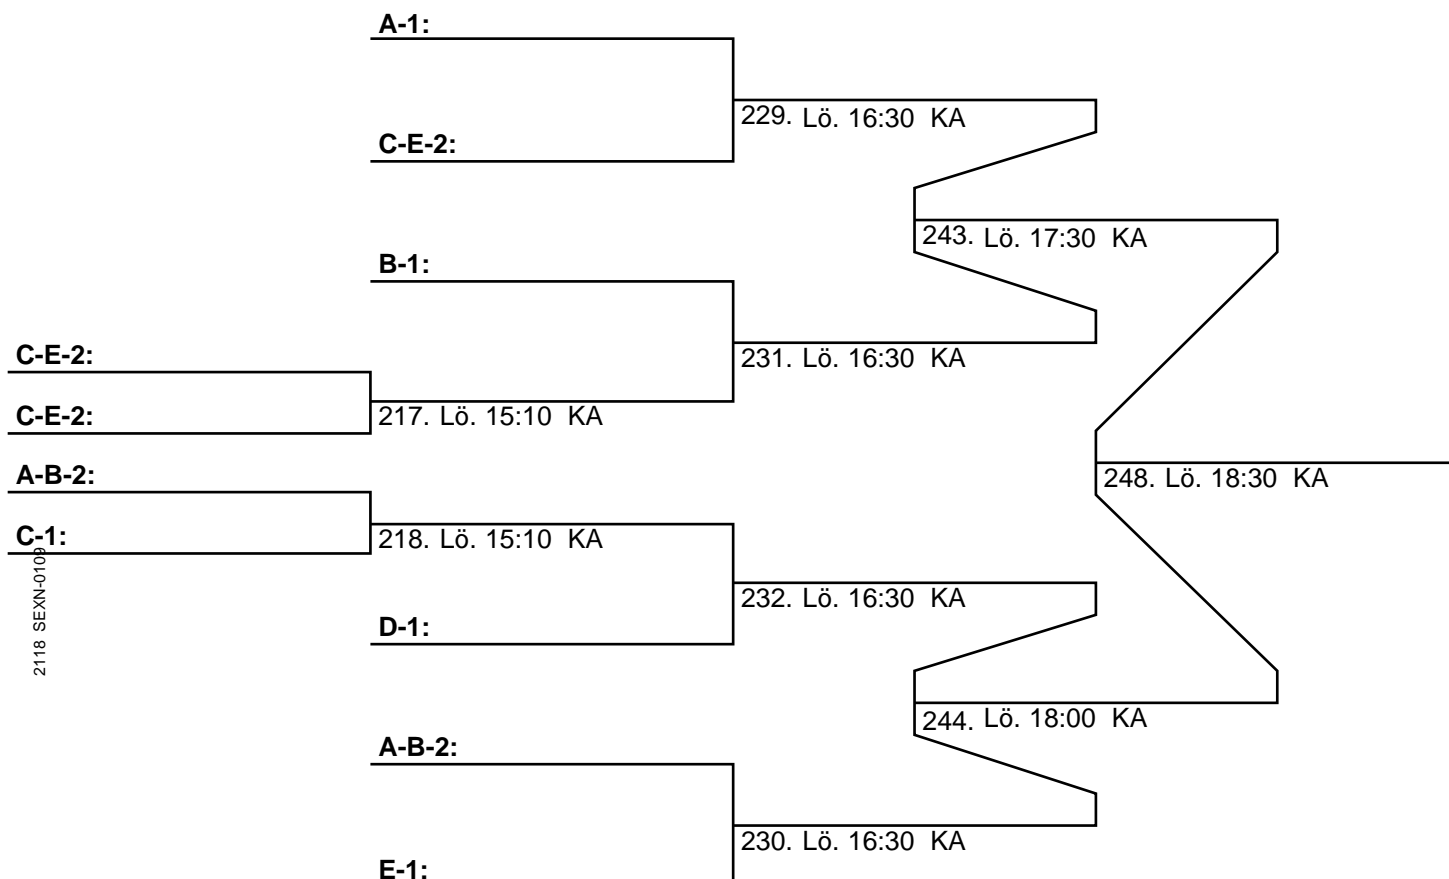 A-1:
229. Lö. 16:30 KA
C-E-2:
243. Lö. 17:30 KA
B-1:
C-E-2:
231. Lö. 16:30 KA
C-E-2:
217. Lö. 15:10 KA
A-B-2:
248. Lö. 18:30 KA
C-1:
218. Lö. 15:10 KA
2118 SEXN-0109
232. Lö. 16:30 KA
D-1:
244. Lö. 18:00 KA
A-B-2:
230. Lö. 16:30 KA
E-1: